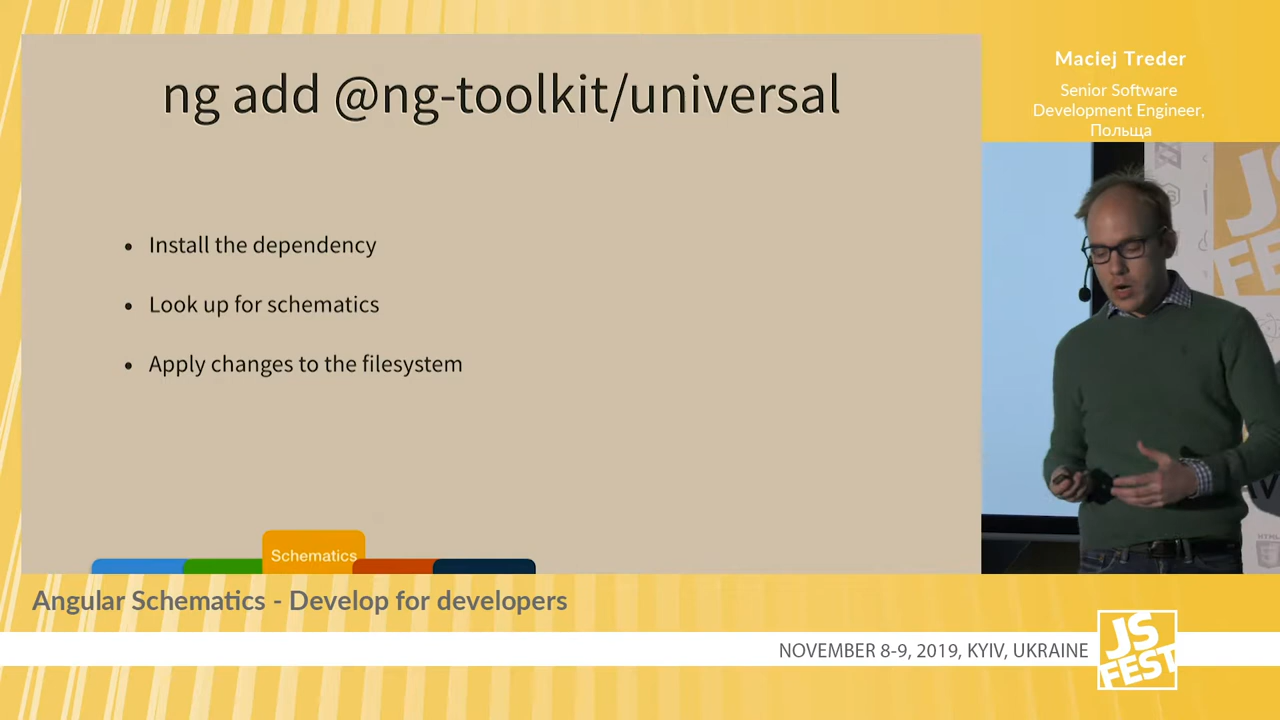 ng add @ng-toolkit/universal
• Install the dependency
• Look up for schematics
• Apply changes to the filesystem
Schematics
Maciej Treder
Senior Software
Development Engineer,
Польща
Angular Schematics - Develop for developers
NOVEMBER 8-9, 2019, KYIV, UKRAINE
JS
FEST